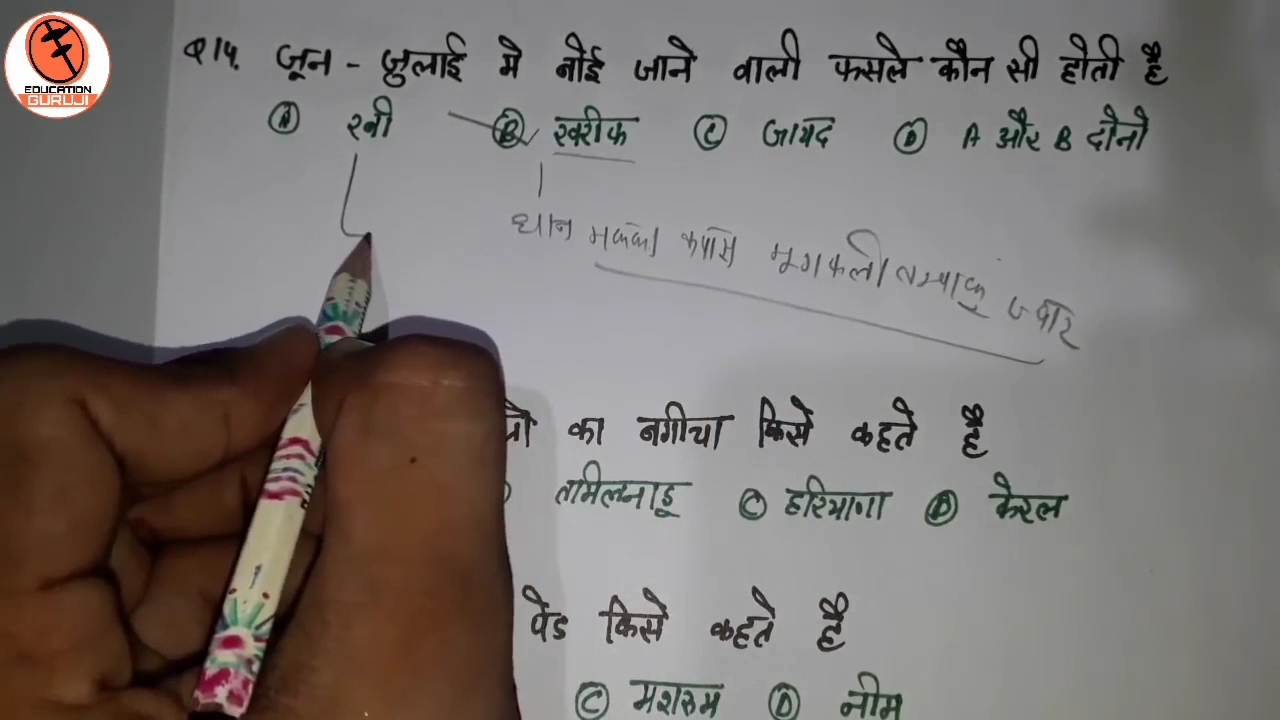 EDUCATION
GURUJI
Q14. जून - जुलाई मे बोई जाने वाली फसले कौन सी होती है
(A) रबी (B) खरीफ (C) जायद (D) A और B दोनो
धान मक्का कपास मूगफली तम्बाकु ज्वार
का बगीचा किसे कहते है
तमिलनाडू (C) हरियाणा (D) केरल
पेड किसे कहते है
(C) मशरुम (D) नीम